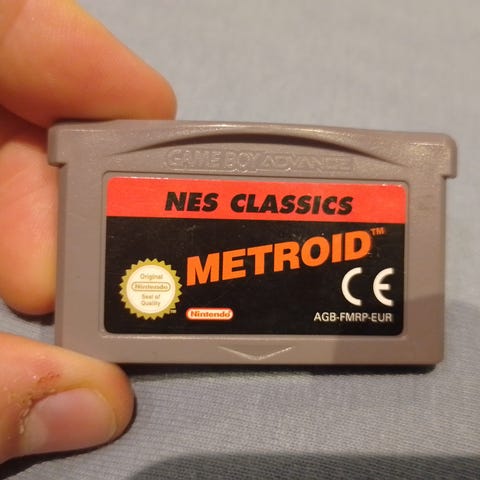 GAME BOY ADVANCE
NES CLASSICS
METROID™
Original
Nintendo
Seal of
Quality
Nintendo
CE
AGB-FMRP-EUR